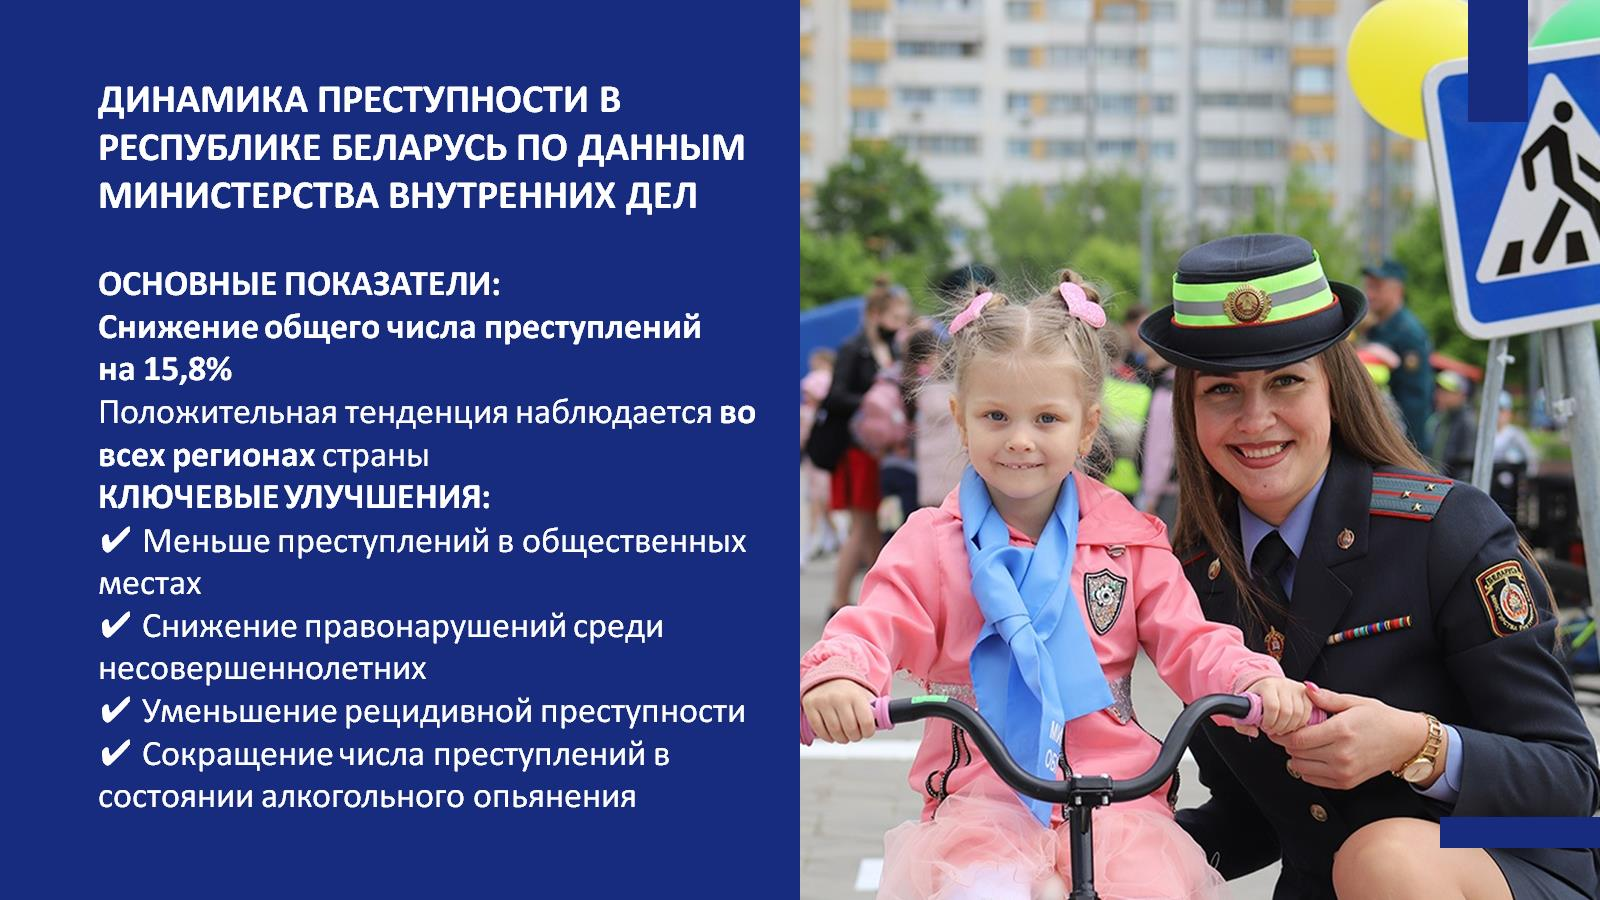 ДИНАМИКА ПРЕСТУПНОСТИ В
РЕСПУБЛИКЕ БЕЛАРУСЬ ПО ДАННЫМ
МИНИСТЕРСТВА ВНУТРЕННИХ ДЕЛ
ОСНОВНЫЕ ПОКАЗАТЕЛИ:
Снижение общего числа преступлений
на 15,8%
Положительная тенденция наблюдается во
всех регионах страны
КЛЮЧЕВЫЕ УЛУЧШЕНИЯ:
✔ Меньше преступлений в общественных
местах
✔ Снижение правонарушений среди
несовершеннолетних
✔ Уменьшение рецидивной преступности
✔ Сокращение числа преступлений в
состоянии алкогольного опьянения
БЕЛАРУСЬ